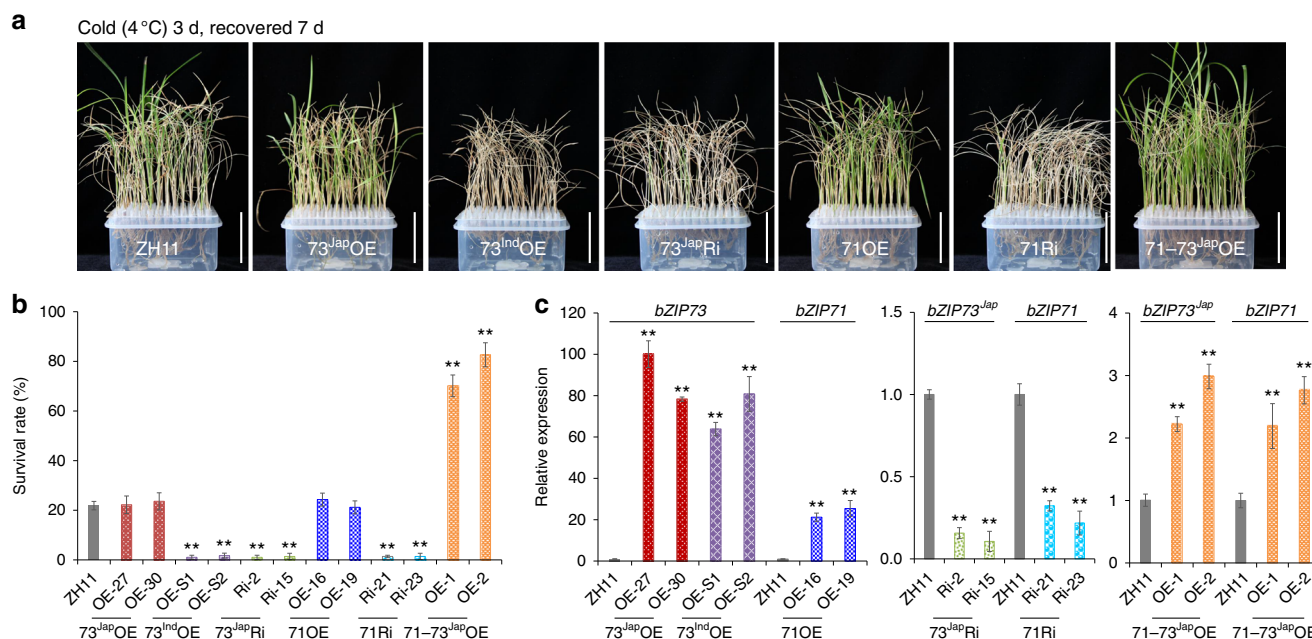 a
Cold (4 °C) 3 d, recovered 7 d
ZH11
73JapOE
73IndOE
73JapRi
71OE
71Ri
71–73JapOE
b
Survival rate (%)
100
80
60
40
20
0
**
**
**
**
**
**
**
**
ZH11
OE-27
OE-30
OE-S1
OE-S2
Ri-2
Ri-15
OE-16
OE-19
Ri-21
Ri-23
OE-1
OE-2
73JapOE
73IndOE
73JapRi
71OE
71Ri
71–73JapOE
c
Relative expression
bZIP73
bZIP71
120
100
80
60
40
20
0
**
**
**
**
**
**
ZH11
OE-27
OE-30
OE-S1
OE-S2
ZH11
OE-16
OE-19
73JapOE
73IndOE
71OE
bZIP73Jap
bZIP71
1.5
1.0
0.5
0.0
**
**
**
**
ZH11
Ri-2
Ri-15
ZH11
Ri-21
Ri-23
73JapRi
71Ri
bZIP73Jap
bZIP71
4
3
2
1
0
**
**
**
**
ZH11
OE-1
OE-2
ZH11
OE-1
OE-2
71–73JapOE
71–73JapOE